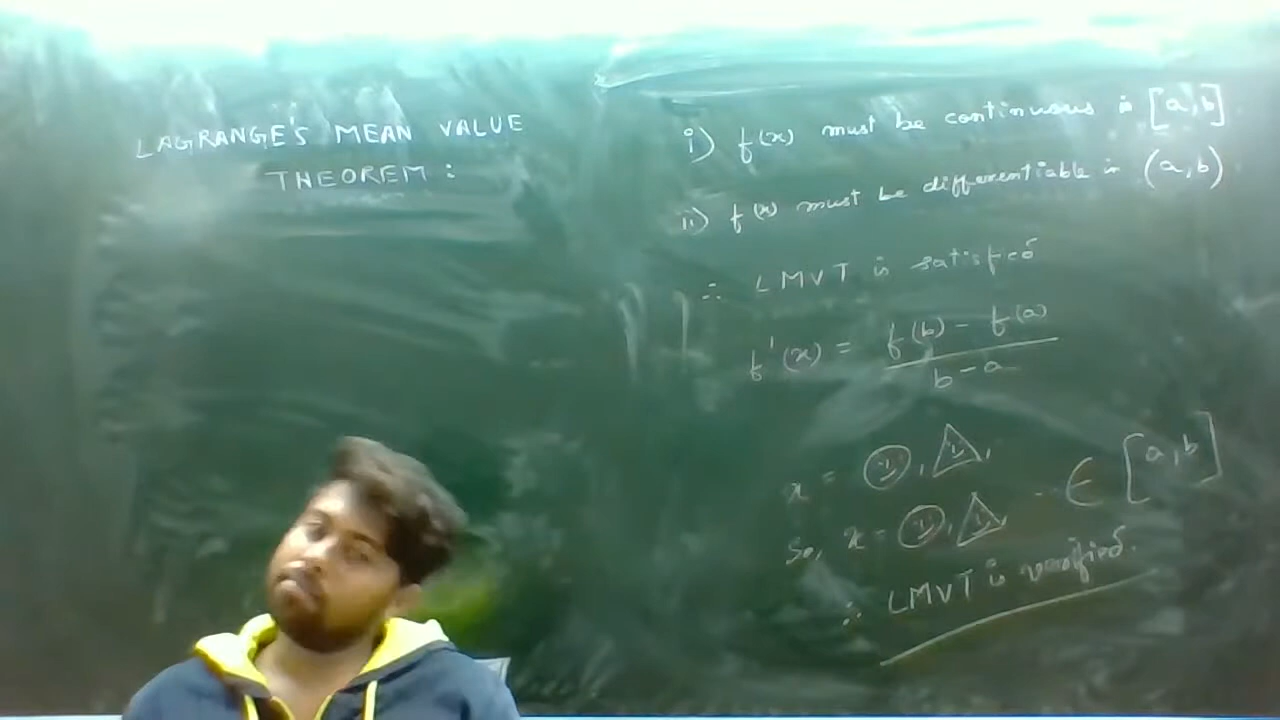 LAGRANGE'S MEAN VALUE
THEOREM :
i) f(x) must be continuous in [a,b]
ii) f(x) must be differentiable in (a,b).
∴ LMVT is satisfied
f'(x) = f(b) - f(a)
b-a
x = , ,
.. ∈ [a,b]
So, x = , ,
∴ LMVT is verified.